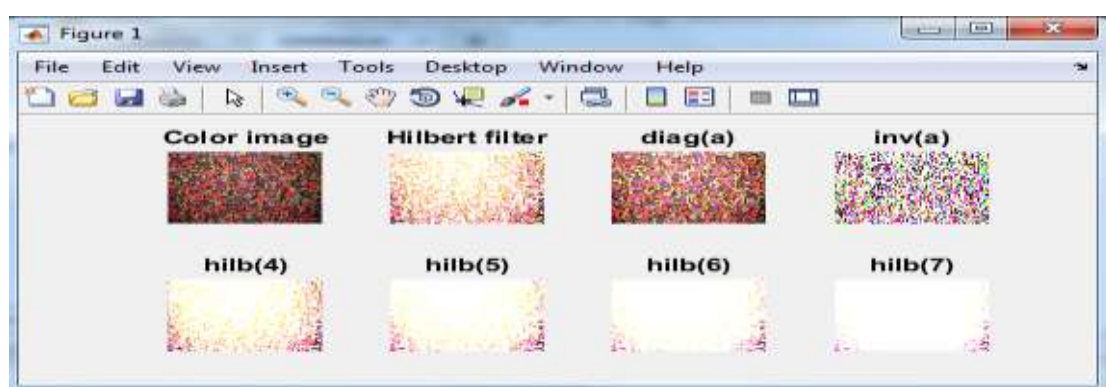 Figure 1
File Edit View Insert Tools Desktop Window Help
Color image Hilbert filter diag(a) inv(a)
hilb(4) hilb(5) hilb(6) hilb(7)